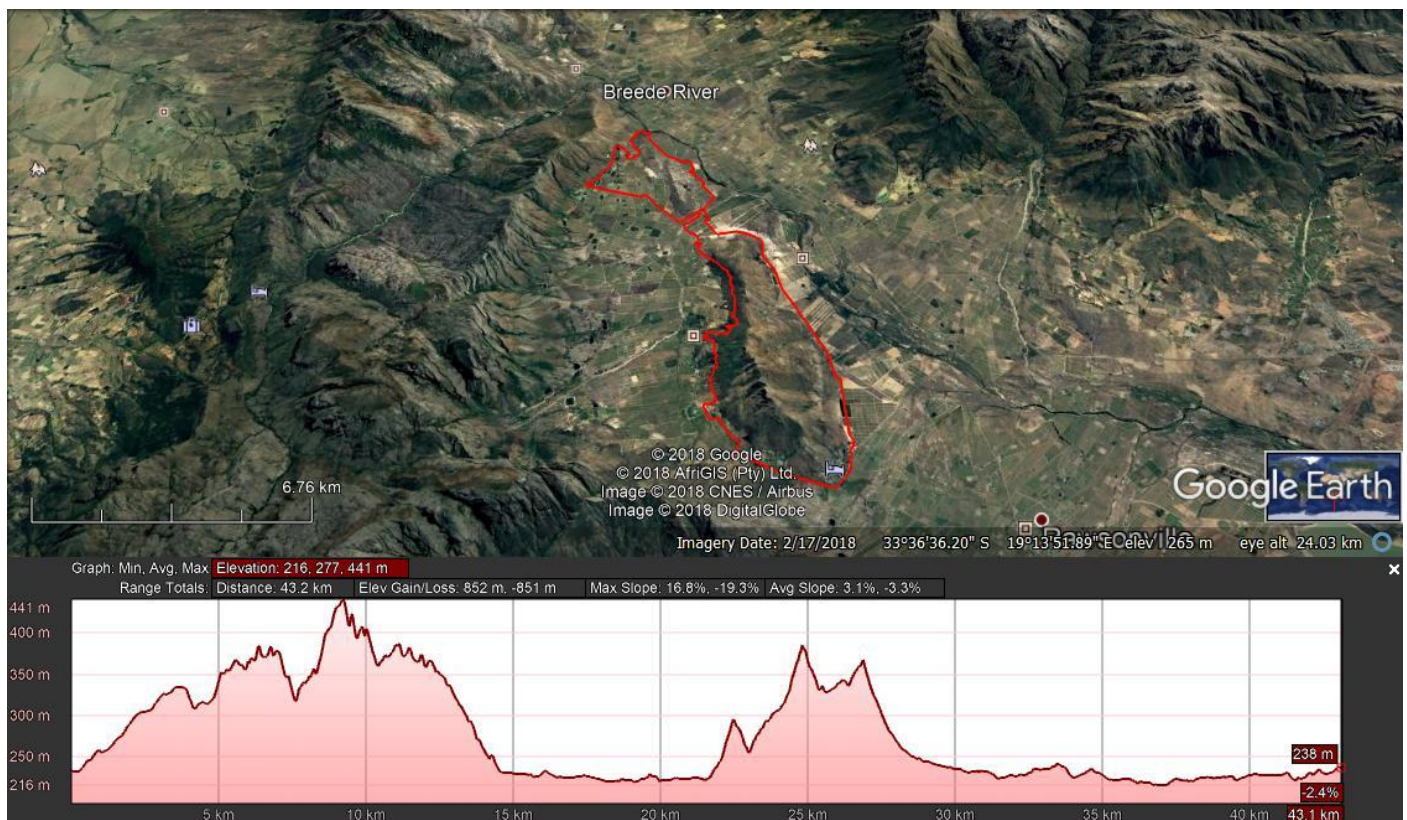 Breede River
6.76 km
© 2018 Google
© 2018 AfriGIS (Pty) Ltd.
Image © 2018 CNES / Airbus
Image © 2018 DigitalGlobe
Google Earth
Rawsonville
Imagery Date: 2/17/2018 33°36'36.20" S 19°13'51.89" E elev 265 m eye alt 24.03 km
Graph: Min, Avg, Max Elevation: 216, 277, 441 m
Range Totals: Distance: 43.2 km Elev Gain/Loss: 852 m, -851 m Max Slope: 16.8%, -19.3% Avg Slope: 3.1%, -3.3%
441 m
400 m
350 m
300 m
250 m
216 m
238 m
-2.4%
5 km 10 km 15 km 20 km 25 km 30 km 35 km 40 km 43.1 km